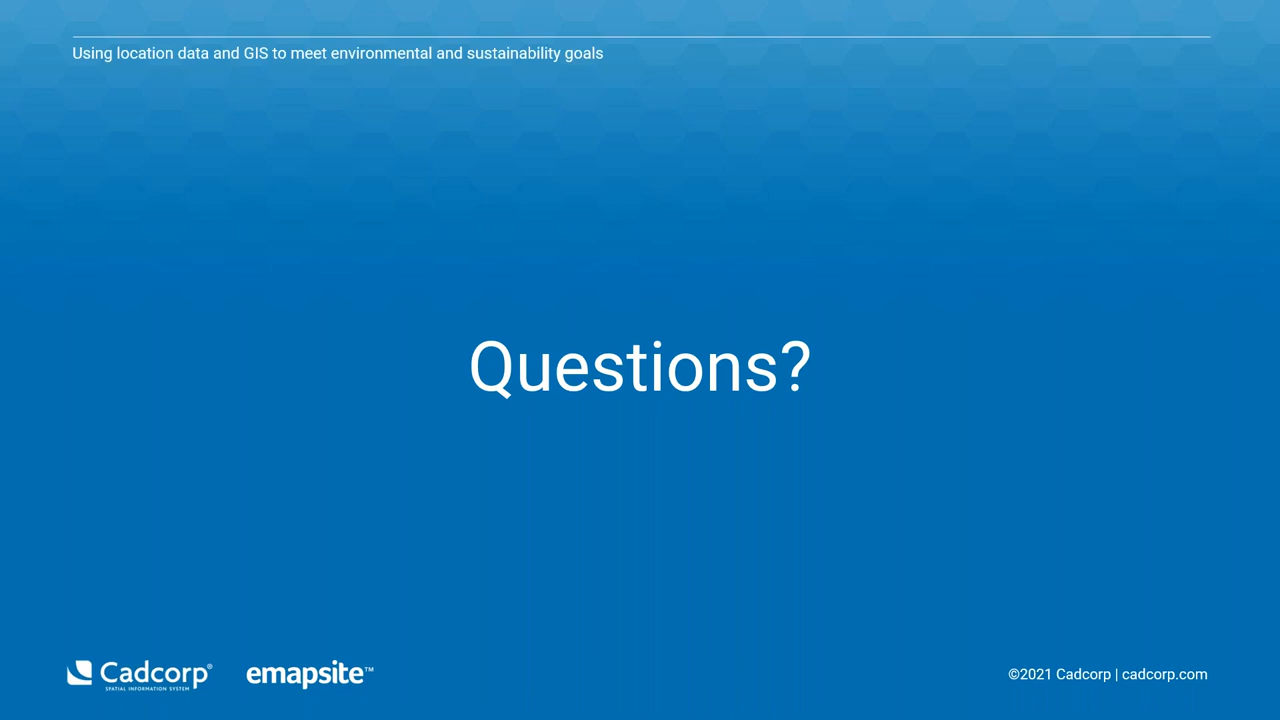 Using location data and GIS to meet environmental and sustainability goals
Questions?
Cadcorp®
SPATIAL INFORMATION SYSTEM
emapsite™
©2021 Cadcorp | cadcorp.com